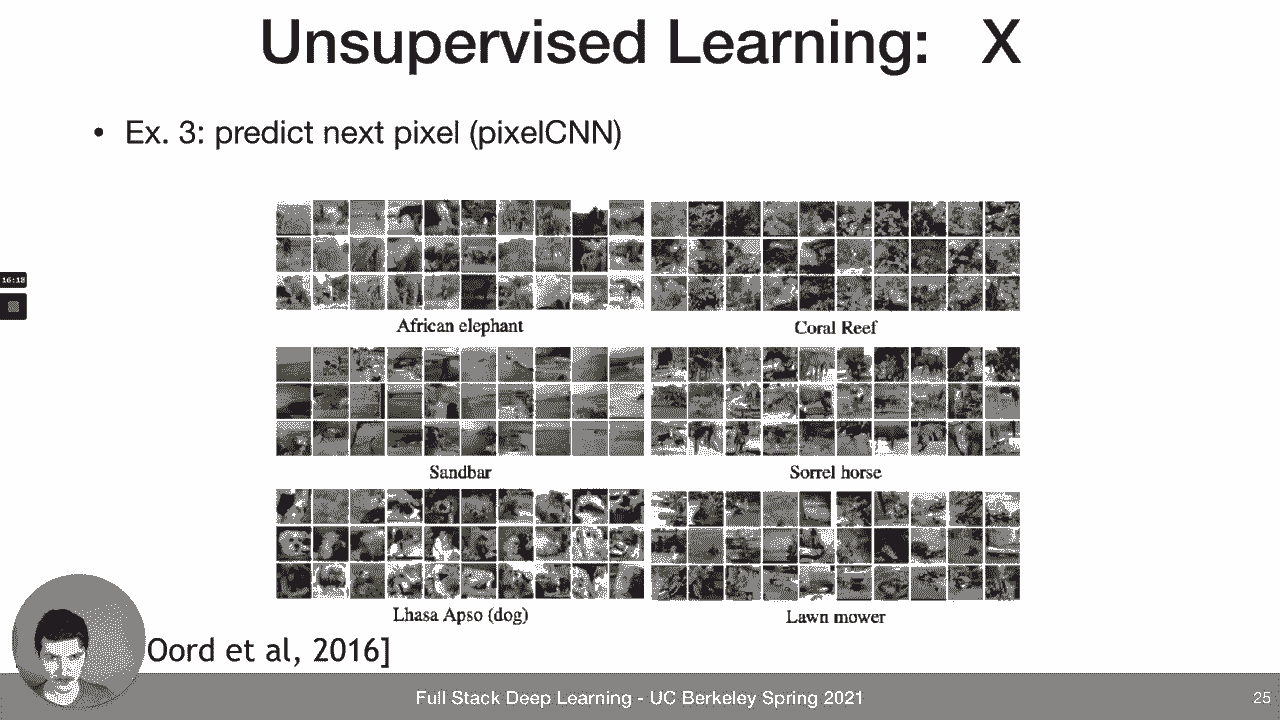 Unsupervised Learning: X
• Ex. 3: predict next pixel (pixelCNN)
16:18
African elephant
Coral Reef
Sandbar
Sorrel horse
Lhasa Apso (dog)
Lawn mower
Oord et al, 2016]
Full Stack Deep Learning - UC Berkeley Spring 2021
25